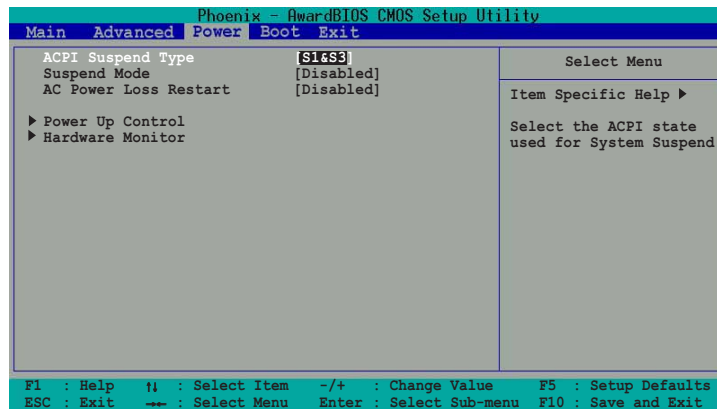 Phoenix - AwardBIOS CMOS Setup Utility
Main Advanced Power Boot Exit
ACPI Suspend Type [S1&S3]
Suspend Mode [Disabled]
AC Power Loss Restart [Disabled]
Power Up Control
Hardware Monitor
Select Menu
Item Specific Help
Select the ACPI state
used for System Suspend
F1 : Help ↑↓ : Select Item -/+ : Change Value F5 : Setup Defaults
ESC : Exit →← : Select Menu Enter : Select Sub-menu F10 : Save and Exit